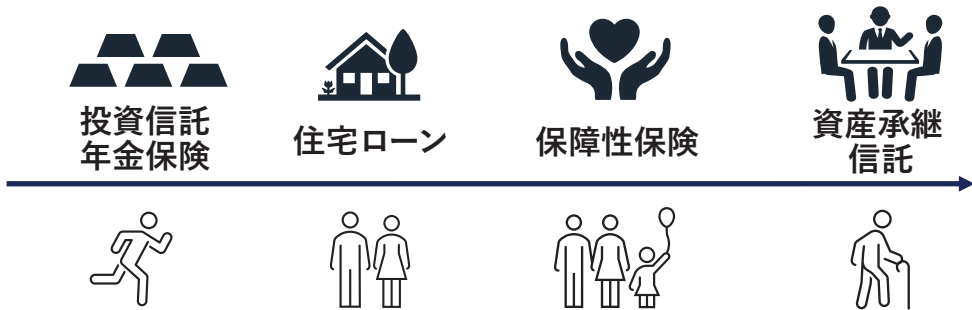 投資信託
年金保険
住宅ローン
保障性保険
資産承継
信託